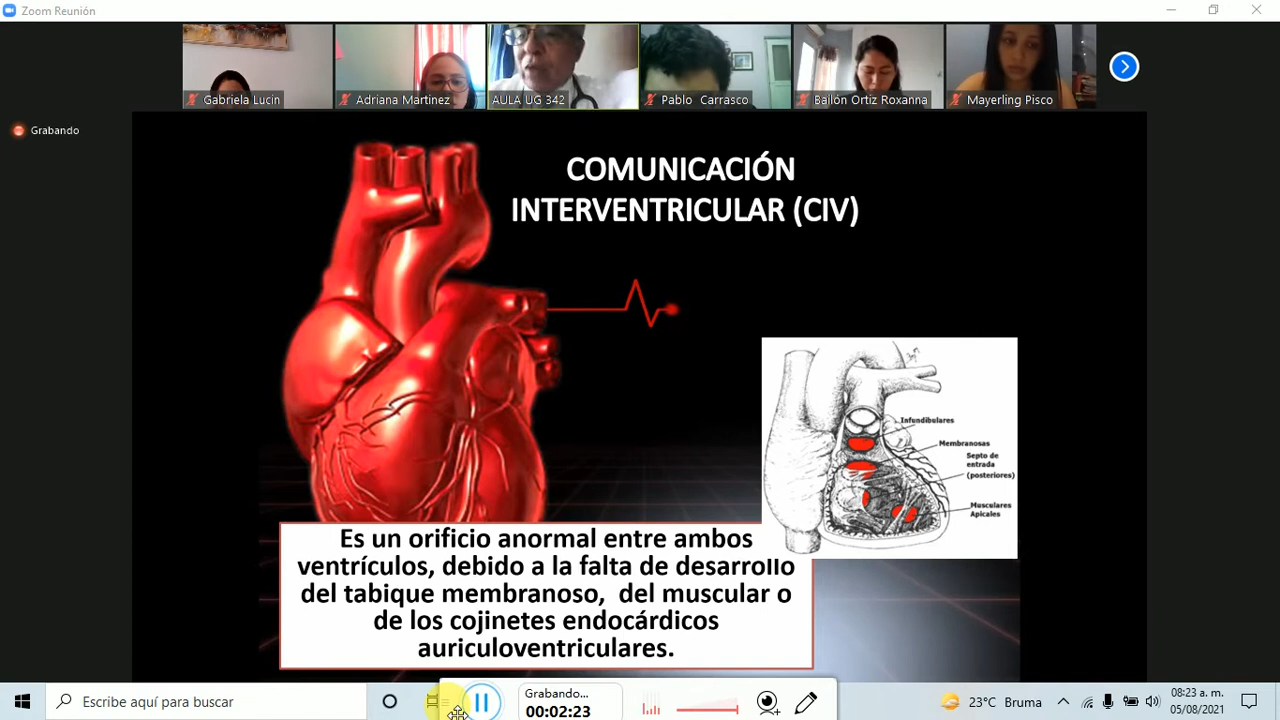 Zoom Reunión
Gabriela Lucin
Adriana Martinez
AULA UG 342
Pablo Carrasco
Bailón Ortiz Roxanna
Mayerling Pisco
Grabando
COMUNICACIÓN
INTERVENTRICULAR (CIV)
Infundibulares
Membranosas
Septo de
entrada
(posteriores)
Musculares
Apicales
Es un orificio anormal entre ambos
ventrículos, debido a la falta de desarrollo
del tabique membranoso, del muscular o
de los cojinetes endocárdicos
auriculoventriculares.
Escribe aquí para buscar
Grabando...
00:02:23
23°C Bruma
08:23 a. m.
05/08/2021